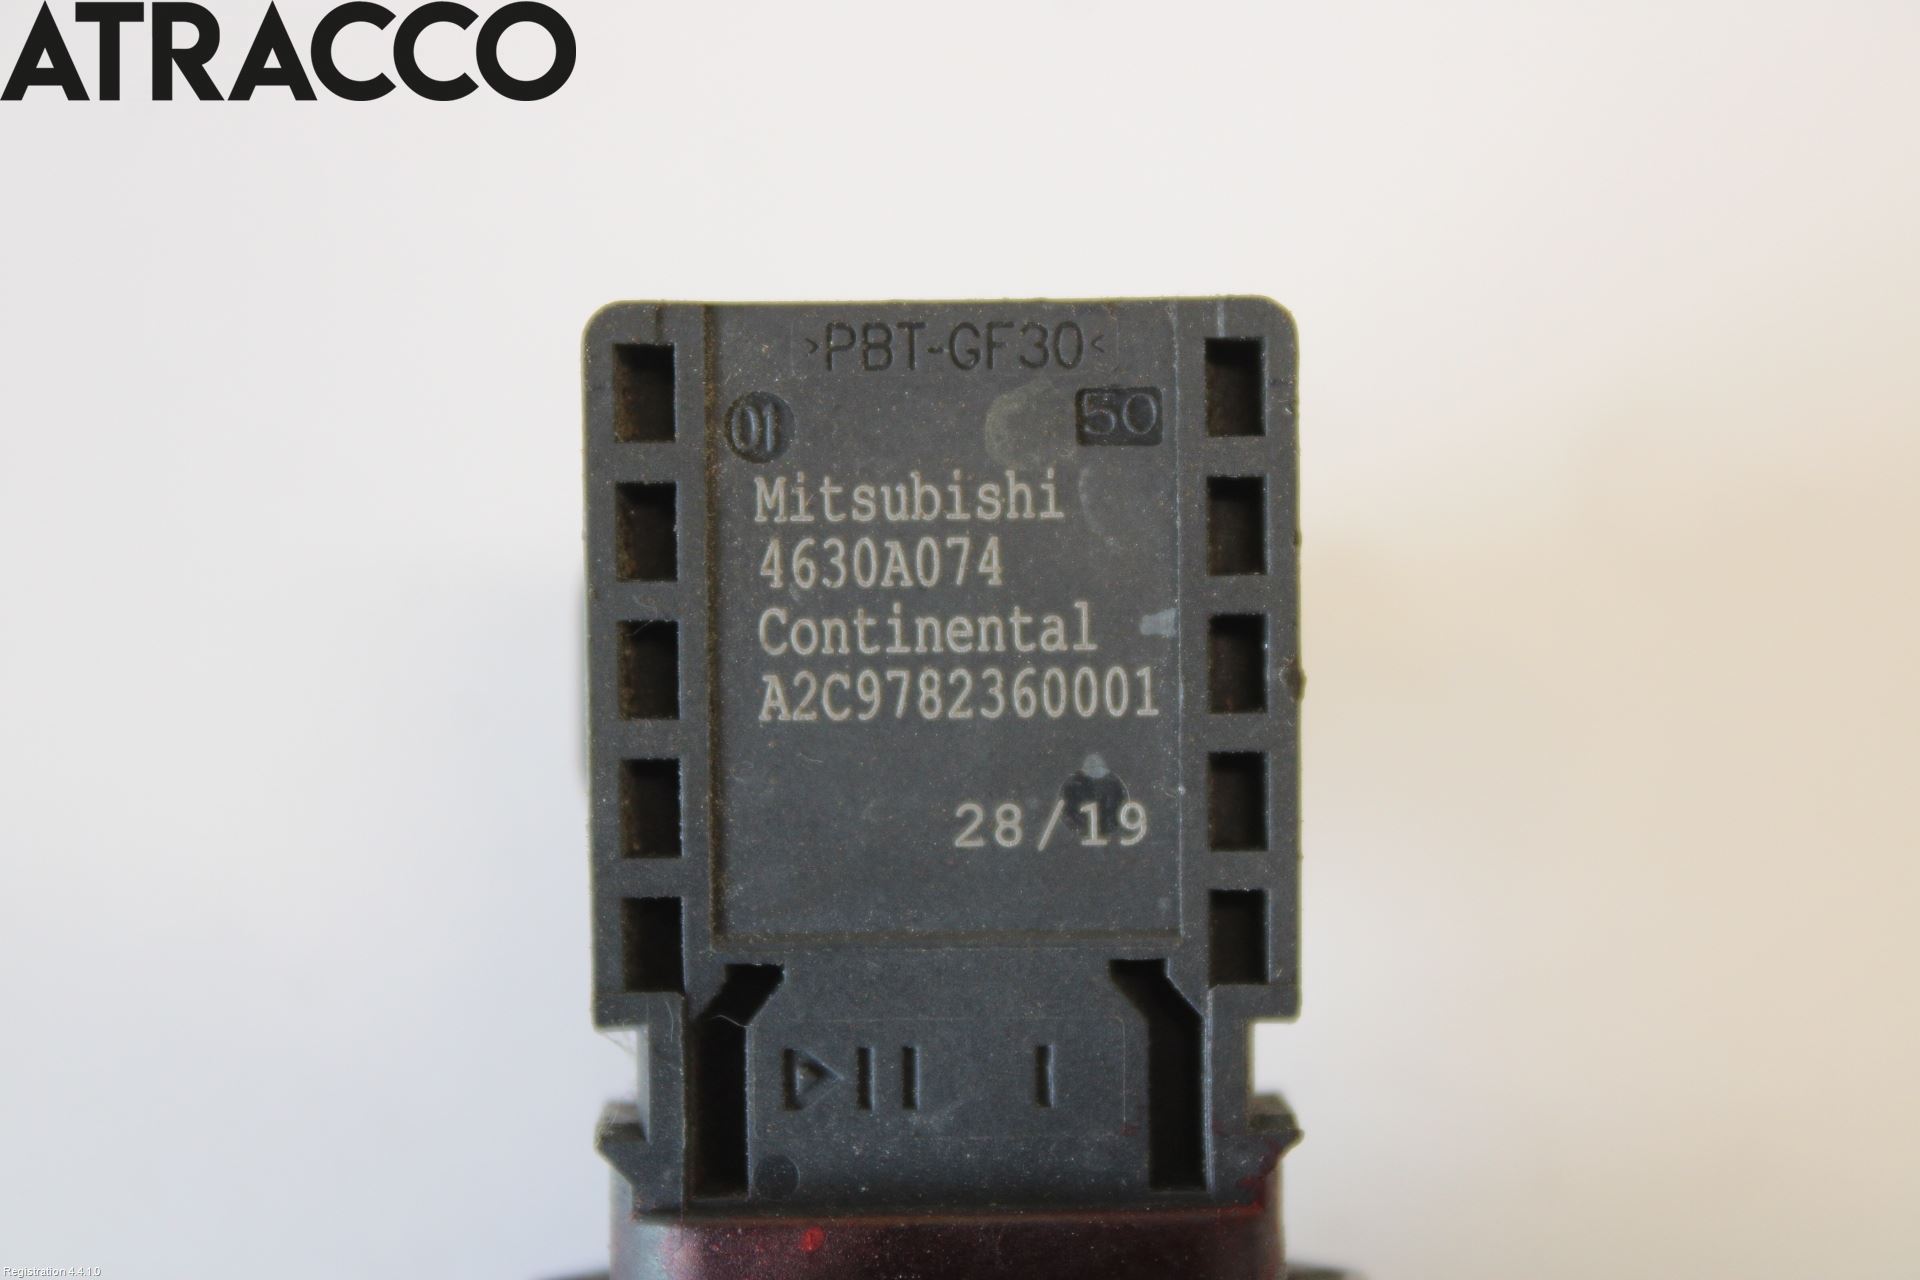 ATRACCO
>PBT-GF30<
01
50
Mitsubishi
4630A074
Continental
A2C9782360001
28/19
Registration 4.4.1.0